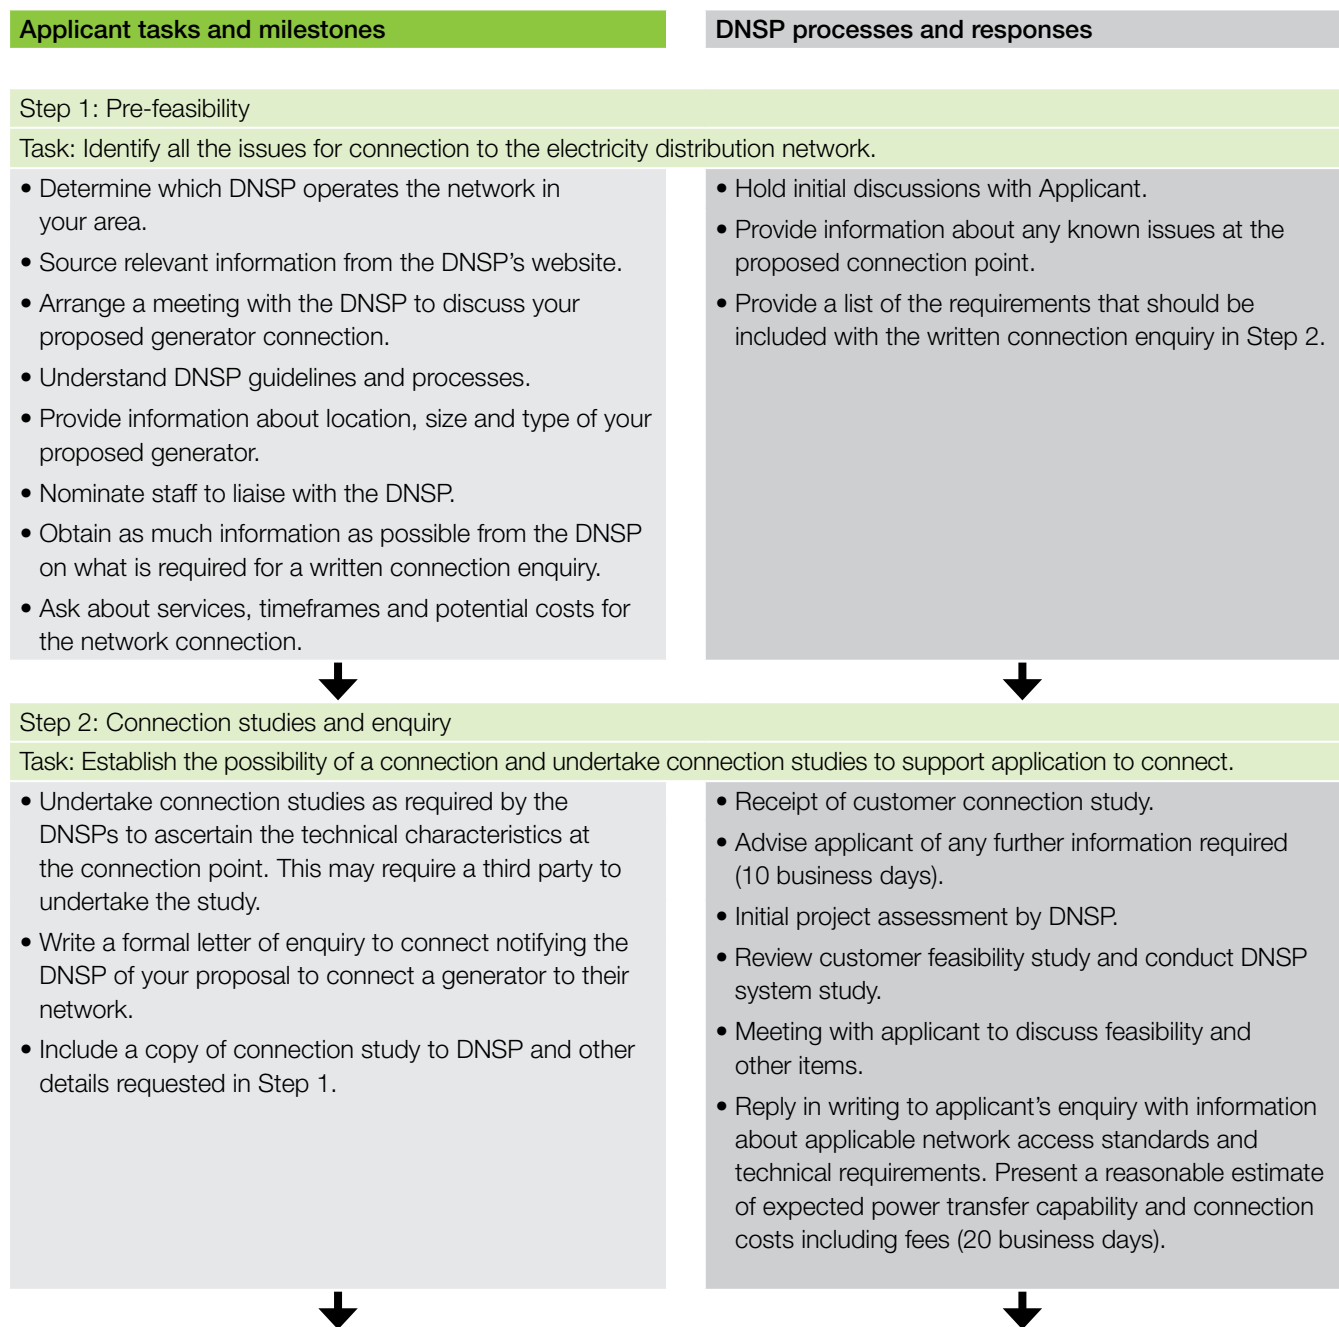 Applicant tasks and milestones
DNSP processes and responses
Step 1: Pre-feasibility
Task: Identify all the issues for connection to the electricity distribution network.
• Determine which DNSP operates the network in
your area.
• Source relevant information from the DNSP’s website.
• Arrange a meeting with the DNSP to discuss your
proposed generator connection.
• Understand DNSP guidelines and processes.
• Provide information about location, size and type of your
proposed generator.
• Nominate staff to liaise with the DNSP.
• Obtain as much information as possible from the DNSP
on what is required for a written connection enquiry.
• Ask about services, timeframes and potential costs for
the network connection.
• Hold initial discussions with Applicant.
• Provide information about any known issues at the
proposed connection point.
• Provide a list of the requirements that should be
included with the written connection enquiry in Step 2.
Step 2: Connection studies and enquiry
Task: Establish the possibility of a connection and undertake connection studies to support application to connect.
• Undertake connection studies as required by the
DNSPs to ascertain the technical characteristics at
the connection point. This may require a third party to
undertake the study.
• Write a formal letter of enquiry to connect notifying the
DNSP of your proposal to connect a generator to their
network.
• Include a copy of connection study to DNSP and other
details requested in Step 1.
• Receipt of customer connection study.
• Advise applicant of any further information required
(10 business days).
• Initial project assessment by DNSP.
• Review customer feasibility study and conduct DNSP
system study.
• Meeting with applicant to discuss feasibility and
other items.
• Reply in writing to applicant’s enquiry with information
about applicable network access standards and
technical requirements. Present a reasonable estimate
of expected power transfer capability and connection
costs including fees (20 business days).